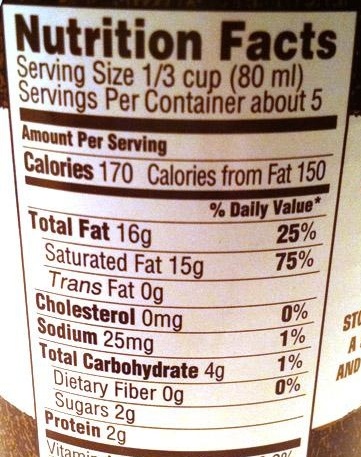 Nutrition Facts
Serving Size 1/3 cup (80 ml)
Servings Per Container about 5
Amount Per Serving
Calories 170 Calories from Fat 150
% Daily Value*
Total Fat 16g 25%
Saturated Fat 15g 75%
Trans Fat 0g
Cholesterol 0mg 0%
Sodium 25mg 1%
Total Carbohydrate 4g 1%
Dietary Fiber 0g 0%
Sugars 2g
Protein 2g
AND